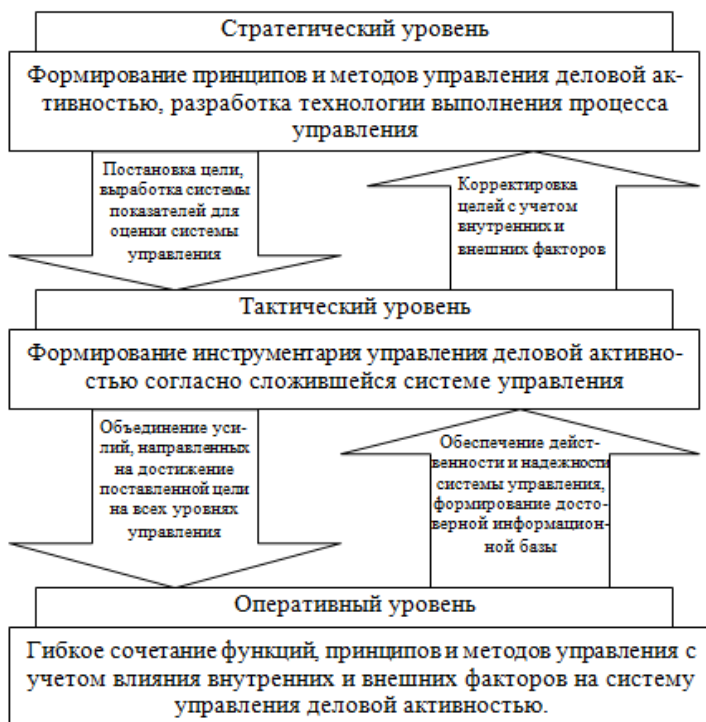 Стратегический уровень
Формирование принципов и методов управления деловой ак-
тивностью, разработка технологии выполнения процесса
управления
Постановка цели,
выработка системы
показателей для
оценки системы
управления
Корректировка
целей с учетом
внутренних и
внешних факторов
Тактический уровень
Формирование инструментария управления деловой активно-
стью согласно сложившейся системе управления
Объединение уси-
лий, направленных
на достижение
поставленной цели
на всех уровнях
управления
Обеспечение дейст-
венности и надежности
системы управления,
формирование досто-
верной информацион-
ной базы
Оперативный уровень
Гибкое сочетание функций, принципов и методов управления с
учетом влияния внутренних и внешних факторов на систему
управления деловой активностью.